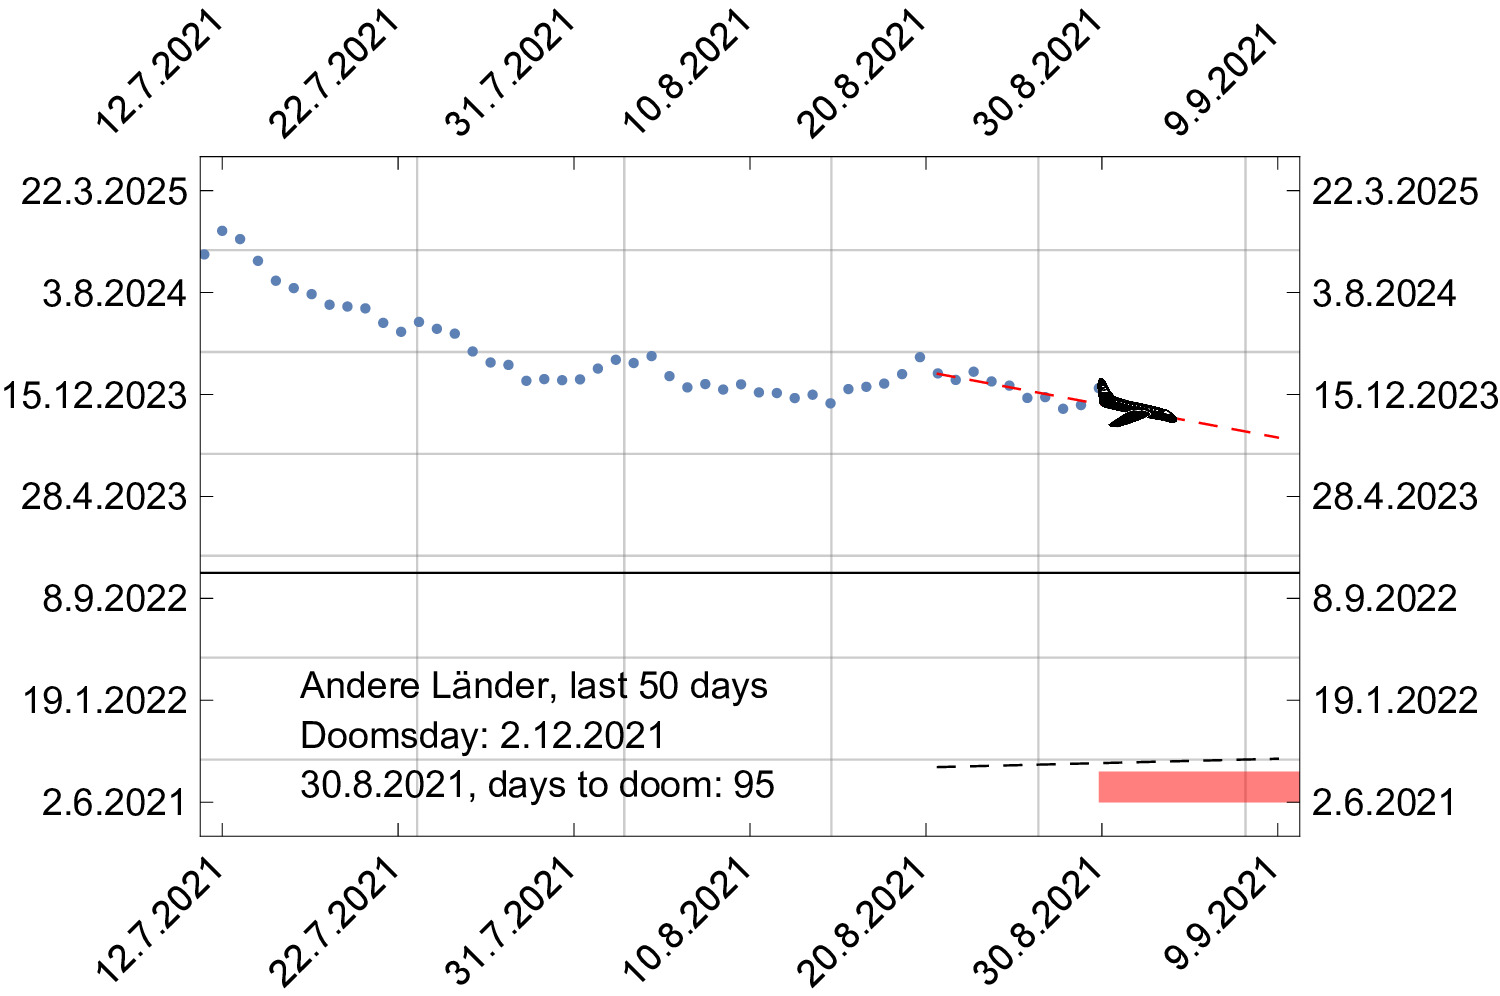 12.7.2021 22.7.2021 31.7.2021 10.8.2021 20.8.2021 30.8.2021 9.9.2021
22.3.2025 22.3.2025
3.8.2024 3.8.2024
15.12.2023 15.12.2023
28.4.2023 28.4.2023
8.9.2022 8.9.2022
Andere Länder, last 50 days
19.1.2022 19.1.2022
Doomsday: 2.12.2021
30.8.2021, days to doom: 95
2.6.2021 2.6.2021
12.7.2021 22.7.2021 31.7.2021 10.8.2021 20.8.2021 30.8.2021 9.9.2021